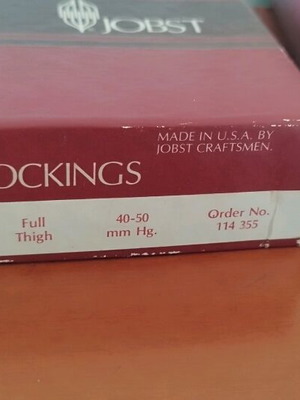 JOBST
MADE IN U.S.A. BY
JOBST CRAFTSMEN.
OCKINGS
Full
Thigh
40-50
mm Hg.
Order No.
114 355